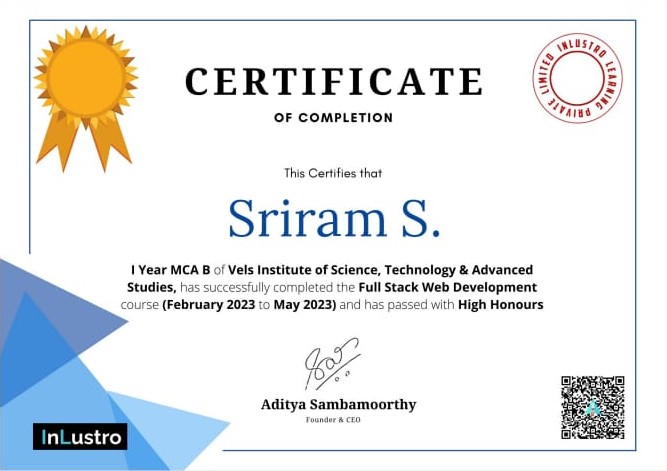 CERTIFICATE
OF COMPLETION
INLUSTRO LEARNING PRIVATE LIMITED
This Certifies that
Sriram S.
I Year MCA B of Vels Institute of Science, Technology & Advanced
Studies, has successfully completed the Full Stack Web Development
course (February 2023 to May 2023) and has passed with High Honours
Aditya Sambamoorthy
Founder & CEO
InLustro